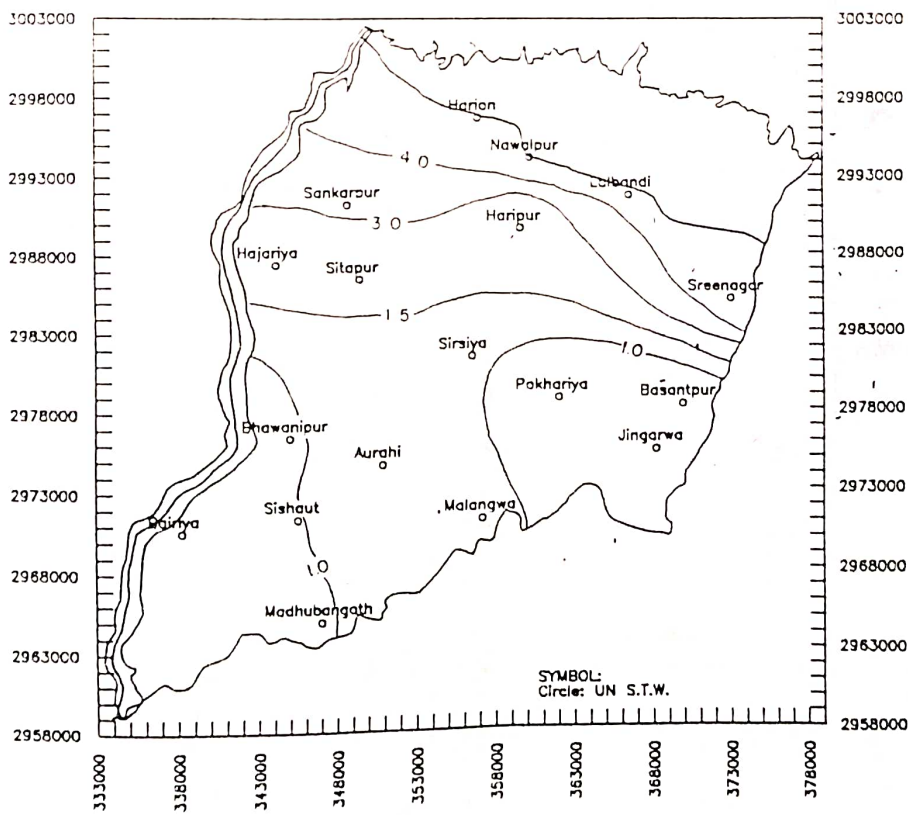 3003000 3003000
2998000 Harion 2998000
Nawalpur
4.0
2993000 Lalbandi 2993000
Sankarpur
3.0 Haripur
2988000 Hajariya 2988000
Sitapur
Sreenagar
1.5
2983000 Sirsiya 1.0 2983000
Pokhariya Basantpur
2978000 2978000
Bhawanipur Jingarwa
Aurahi
2973000 2973000
Bairiya Sishaut Malangwa
2968000 1.0 2968000
Madhubangath
2963000 2963000
SYMBOL:
Circle: UN S.T.W.
2958000 2958000
333000 338000 343000 348000 353000 358000 363000 368000 373000 378000